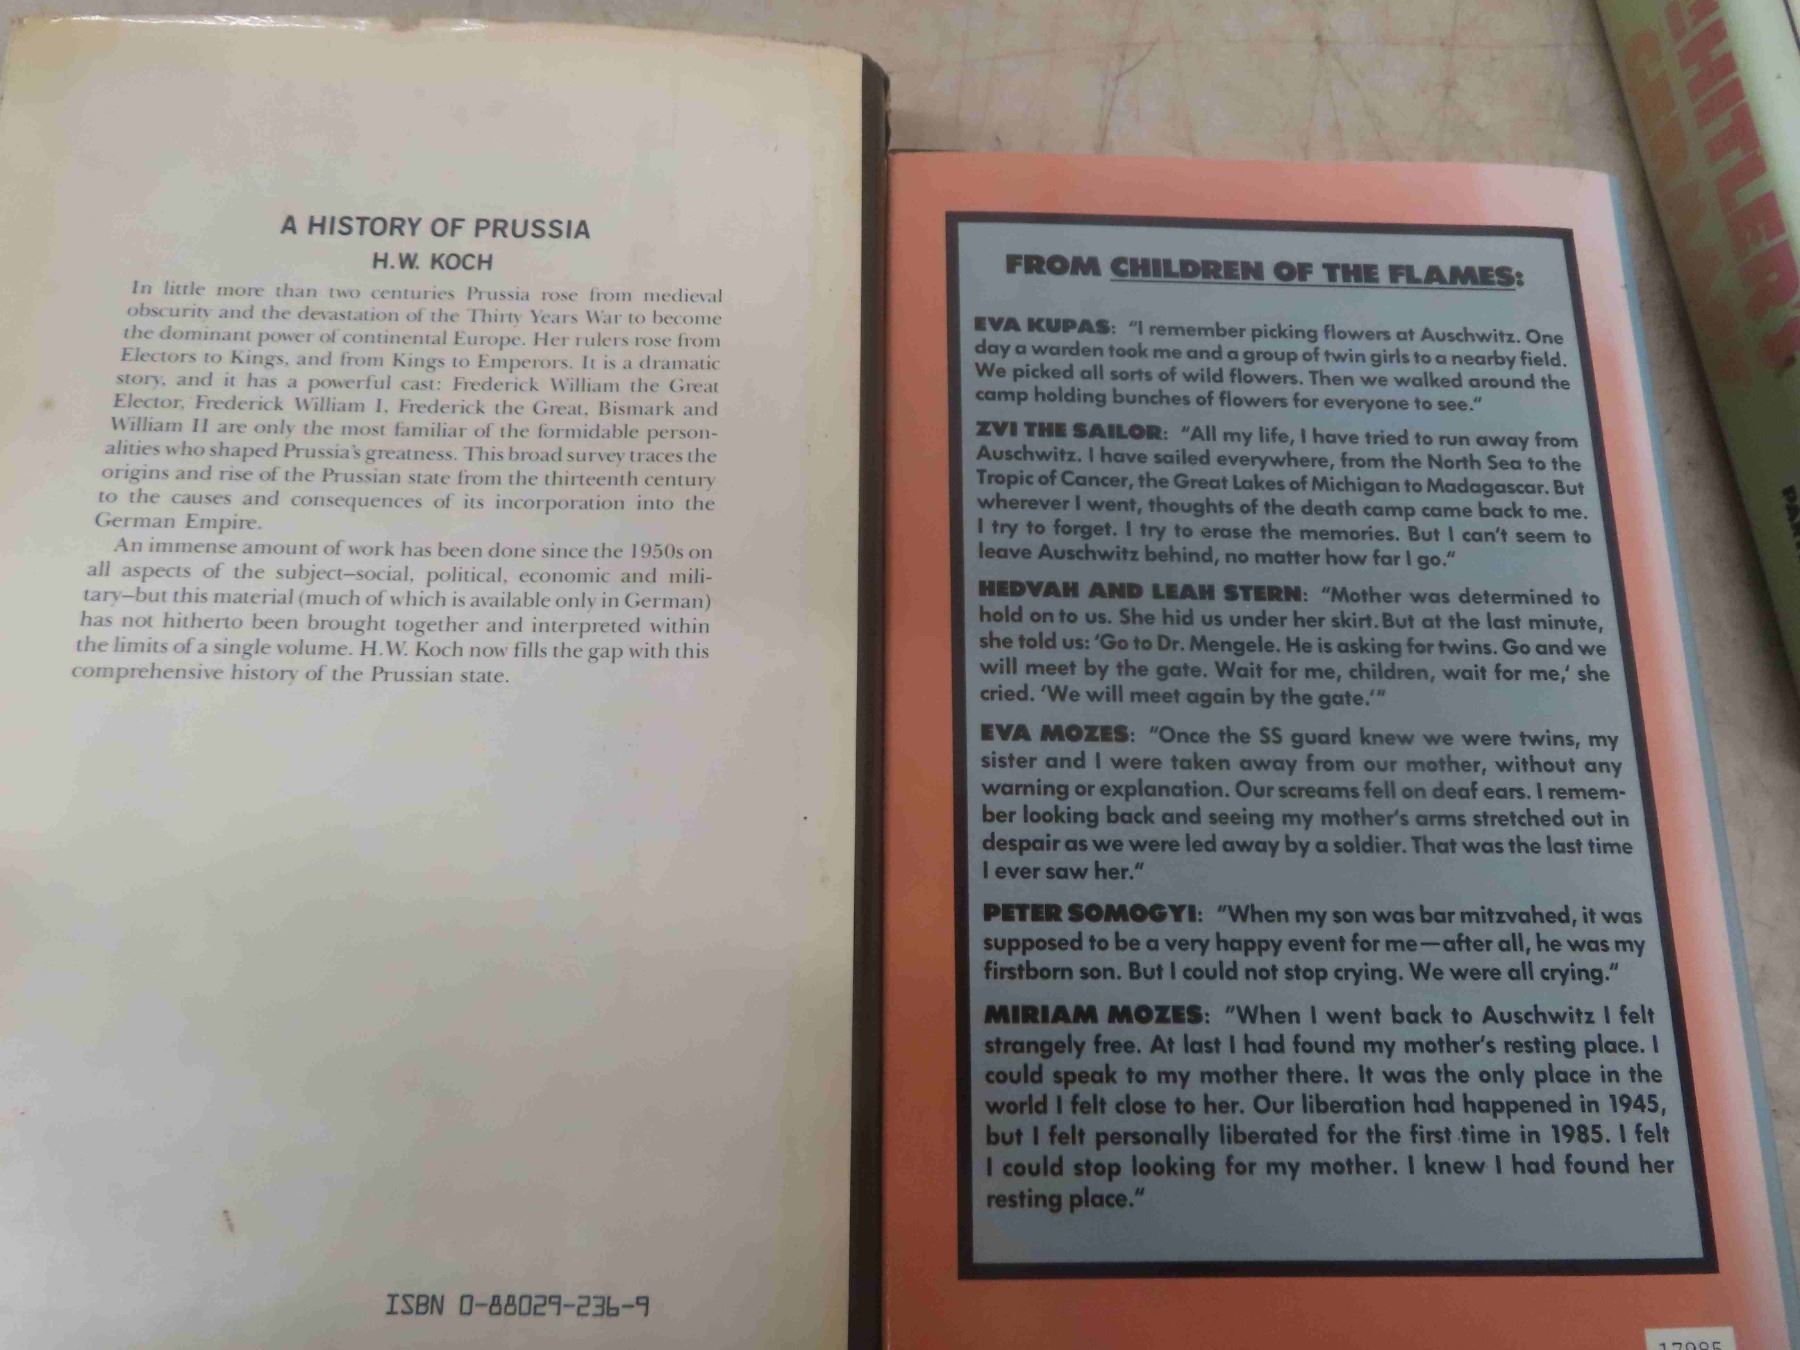 A HISTORY OF PRUSSIA
H.W. KOCH
In little more than two centuries Prussia rose from medieval
obscurity and the devastation of the Thirty Years War to become
the dominant power of continental Europe. Her rulers rose from
Electors to Kings, and from Kings to Emperors. It is a dramatic
story, and it has a powerful cast: Frederick William the Great
Elector, Frederick William I, Frederick the Great, Bismark and
William II are only the most familiar of the formidable person-
alities who shaped Prussia's greatness. This broad survey traces the
origins and rise of the Prussian state from the thirteenth century
to the causes and consequences of its incorporation into the
German Empire.
An immense amount of work has been done since the 1950s on
all aspects of the subject—social, political, economic and mili-
tary—but this material (much of which is available only in German)
has not hitherto been brought together and interpreted within
the limits of a single volume. H.W. Koch now fills the gap with this
comprehensive history of the Prussian state.
ISBN 0-88029-236-9
FROM CHILDREN OF THE FLAMES:
EVA KUPAS: "I remember picking flowers at Auschwitz. One
day a warden took me and a group of twin girls to a nearby field.
We picked all sorts of wild flowers. Then we walked around the
camp holding bunches of flowers for everyone to see."
ZVI THE SAILOR: "All my life, I have tried to run away from
Auschwitz. I have sailed everywhere, from the North Sea to the
Tropic of Cancer, the Great Lakes of Michigan to Madagascar. But
wherever I went, thoughts of the death camp came back to me.
I try to forget. I try to erase the memories. But I can't seem to
leave Auschwitz behind, no matter how far I go."
HEDVAH AND LEAH STERN: "Mother was determined to
hold on to us. She hid us under her skirt. But at the last minute,
she told us: 'Go to Dr. Mengele. He is asking for twins. Go and we
will meet by the gate. Wait for me, children, wait for me,' she
cried. 'We will meet again by the gate.'"
EVA MOZES: "Once the SS guard knew we were twins, my
sister and I were taken away from our mother, without any
warning or explanation. Our screams fell on deaf ears. I remem-
ber looking back and seeing my mother's arms stretched out in
despair as we were led away by a soldier. That was the last time
I ever saw her."
PETER SOMOGYI: "When my son was bar mitzvahed, it was
supposed to be a very happy event for me—after all, he was my
firstborn son. But I could not stop crying. We were all crying."
MIRIAM MOZES: "When I went back to Auschwitz I felt
strangely free. At last I had found my mother's resting place. I
could speak to my mother there. It was the only place in the
world I felt close to her. Our liberation had happened in 1945,
but I felt personally liberated for the first time in 1985. I felt
I could stop looking for my mother. I knew I had found her
resting place."
17985
HITLER'S